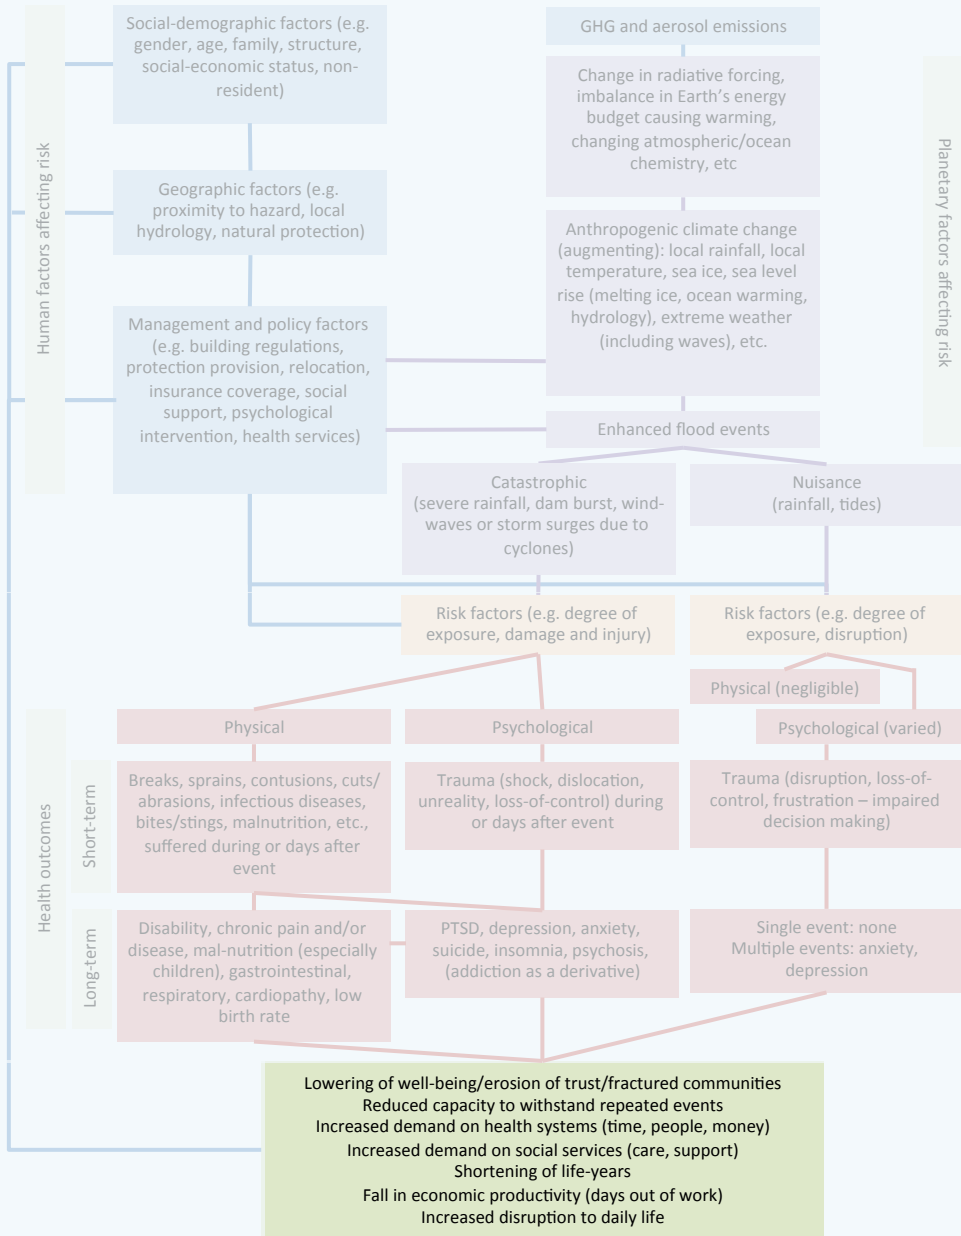 Social-demographic factors (e.g.
gender, age, family, structure,
social-economic status, non-
resident)
GHG and aerosol emissions
Change in radiative forcing,
imbalance in Earth's energy
budget causing warming,
changing atmospheric/ocean
chemistry, etc
Human factors affecting risk
Planetary factors affecting risk
Geographic factors (e.g.
proximity to hazard, local
hydrology, natural protection)
Anthropogenic climate change
(augmenting): local rainfall, local
temperature, sea ice, sea level
rise (melting ice, ocean warming,
hydrology), extreme weather
(including waves), etc.
Management and policy factors
(e.g. building regulations,
protection provision, relocation,
insurance coverage, social
support, psychological
intervention, health services)
Enhanced flood events
Catastrophic
(severe rainfall, dam burst, wind-
waves or storm surges due to
cyclones)
Nuisance
(rainfall, tides)
Risk factors (e.g. degree of
exposure, damage and injury)
Risk factors (e.g. degree of
exposure, disruption)
Physical (negligible)
Physical
Psychological
Psychological (varied)
Health outcomes
Short-term
Breaks, sprains, contusions, cuts/
abrasions, infectious diseases,
bites/stings, malnutrition, etc.,
suffered during or days after
event
Trauma (shock, dislocation,
unreality, loss-of-control) during
or days after event
Trauma (disruption, loss-of-
control, frustration – impaired
decision making)
Long-term
Disability, chronic pain and/or
disease, mal-nutrition (especially
children), gastrointestinal,
respiratory, cardiopathy, low
birth rate
PTSD, depression, anxiety,
suicide, insomnia, psychosis,
(addiction as a derivative)
Single event: none
Multiple events: anxiety,
depression
Lowering of well-being/erosion of trust/fractured communities
Reduced capacity to withstand repeated events
Increased demand on health systems (time, people, money)
Increased demand on social services (care, support)
Shortening of life-years
Fall in economic productivity (days out of work)
Increased disruption to daily life